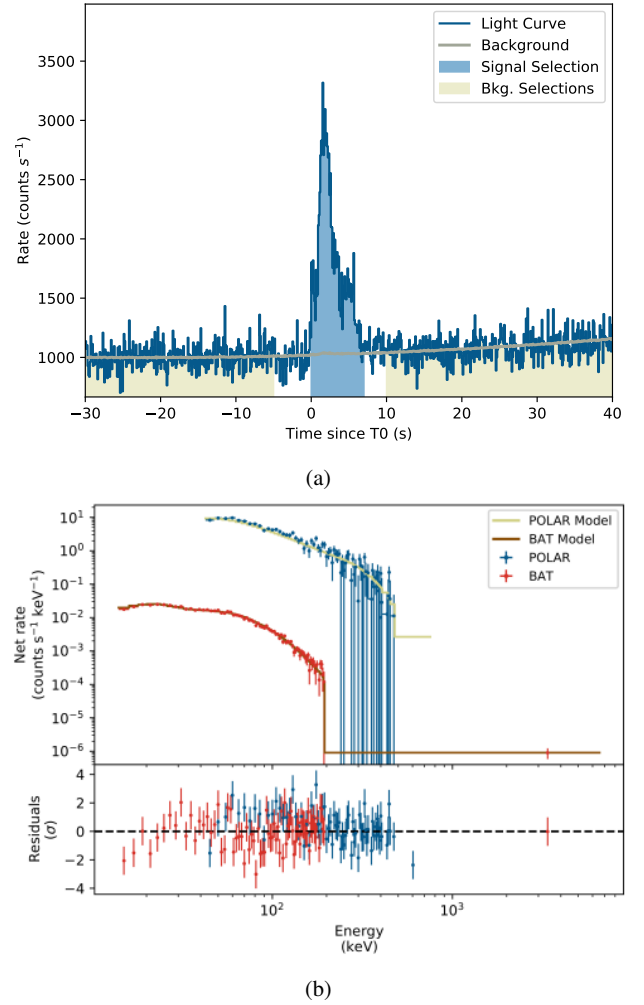 Light Curve
Background
Signal Selection
Bkg. Selections
3500
3000
2500
2000
1500
1000
Rate (counts s⁻¹)
−30 −20 −10 0 10 20 30 40
Time since T0 (s)
(a)
POLAR Model
BAT Model
POLAR
BAT
10¹
10⁰
10⁻¹
10⁻²
10⁻³
10⁻⁴
10⁻⁵
10⁻⁶
Net rate
(counts s⁻¹ keV⁻¹)
4
2
0
−2
−4
Residuals
(σ)
10² 10³
Energy
(keV)
(b)